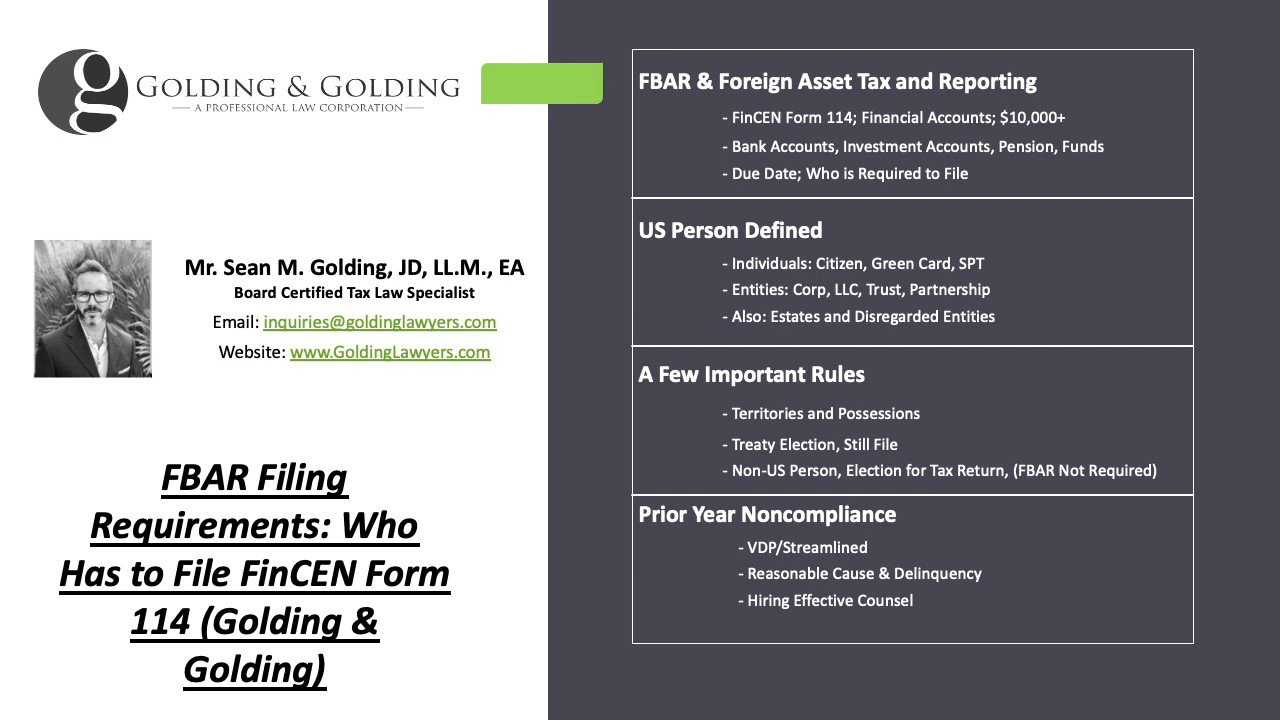 GOLDING & GOLDING
A PROFESSIONAL LAW CORPORATION
Mr. Sean M. Golding, JD, LL.M., EA
Board Certified Tax Law Specialist
Email: inquiries@goldinglawyers.com
Website: www.GoldingLawyers.com
FBAR Filing
Requirements: Who
Has to File FinCEN Form
114 (Golding &
Golding)
FBAR & Foreign Asset Tax and Reporting
- FinCEN Form 114; Financial Accounts; $10,000+
- Bank Accounts, Investment Accounts, Pension, Funds
- Due Date; Who is Required to File
US Person Defined
- Individuals: Citizen, Green Card, SPT
- Entities: Corp, LLC, Trust, Partnership
- Also: Estates and Disregarded Entities
A Few Important Rules
- Territories and Possessions
- Treaty Election, Still File
- Non-US Person, Election for Tax Return, (FBAR Not Required)
Prior Year Noncompliance
- VDP/Streamlined
- Reasonable Cause & Delinquency
- Hiring Effective Counsel